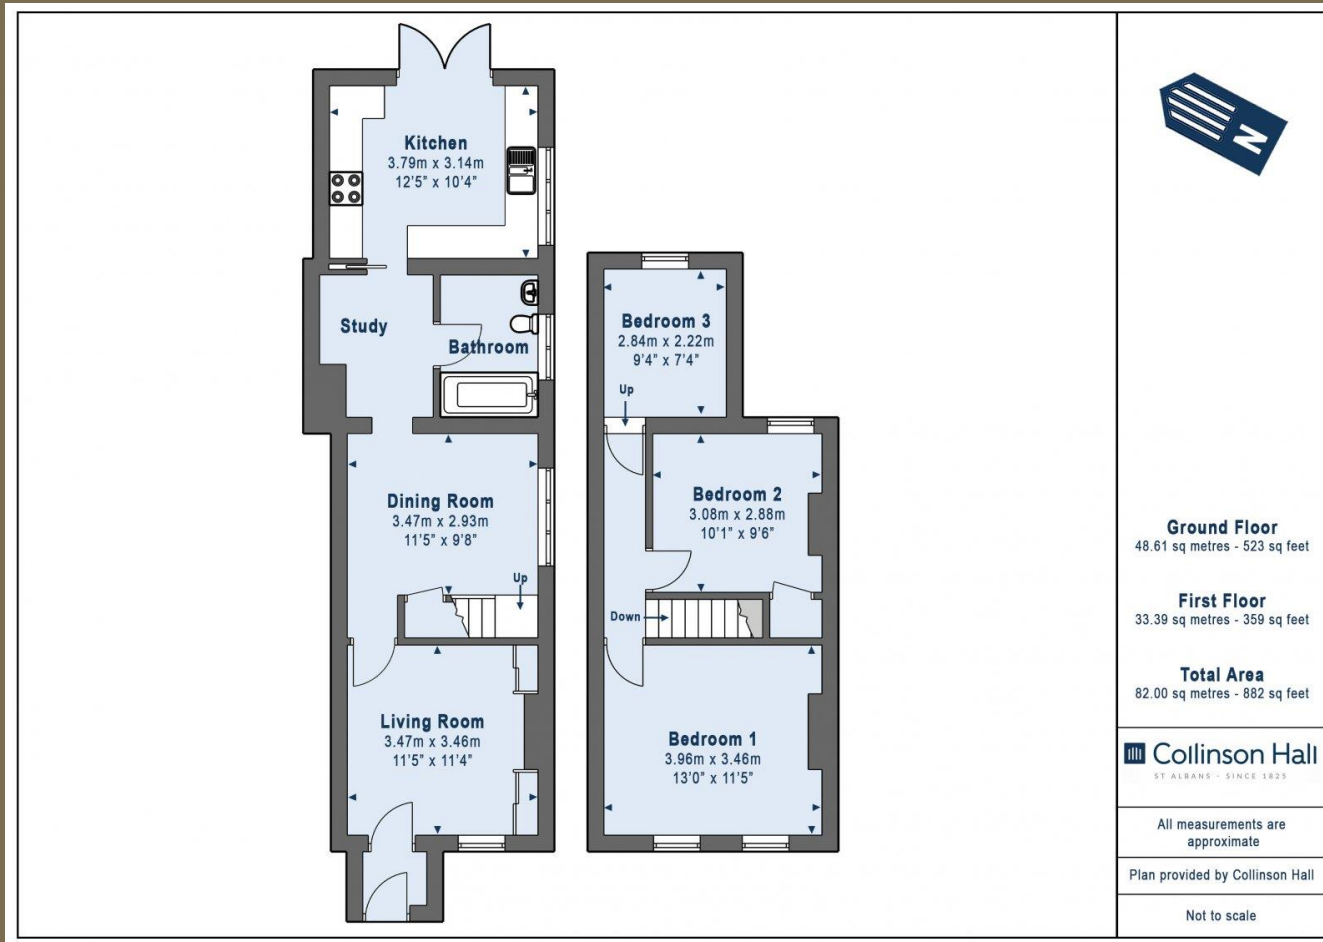 Kitchen
3.79m x 3.14m
12'5" x 10'4"
Study
Bathroom
Dining Room
3.47m x 2.93m
11'5" x 9'8"
Up
Living Room
3.47m x 3.46m
11'5" x 11'4"
Bedroom 3
2.84m x 2.22m
9'4" x 7'4"
Up
Bedroom 2
3.08m x 2.88m
10'1" x 9'6"
Down
Bedroom 1
3.96m x 3.46m
13'0" x 11'5"
N
Ground Floor
48.61 sq metres - 523 sq feet
First Floor
33.39 sq metres - 359 sq feet
Total Area
82.00 sq metres - 882 sq feet
Collinson Hall
ST ALBANS - SINCE 1825
All measurements are
approximate
Plan provided by Collinson Hall
Not to scale